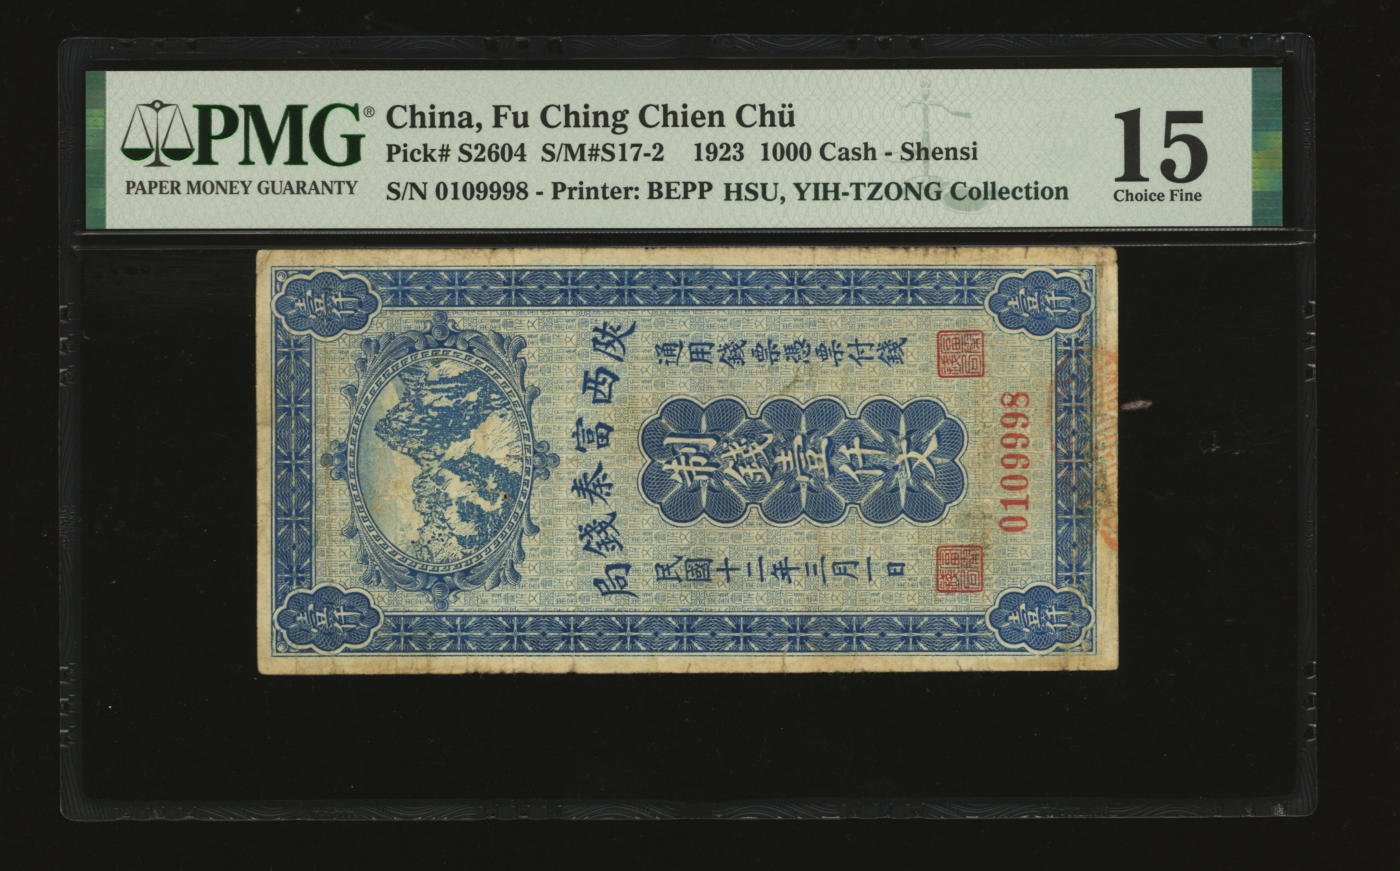 PMG®
PAPER MONEY GUARANTY
China, Fu Ching Chien Chü
Pick# S2604 S/M#S17-2 1923 1000 Cash - Shensi
S/N 0109998 - Printer: BEPP HSU, YIH-TZONG Collection
15
Choice Fine
壹仟
壹仟
陝西富秦錢局
通用錢票憑票付錢
制錢壹仟文
民國十二年三月一日
0109998
壹仟
壹仟